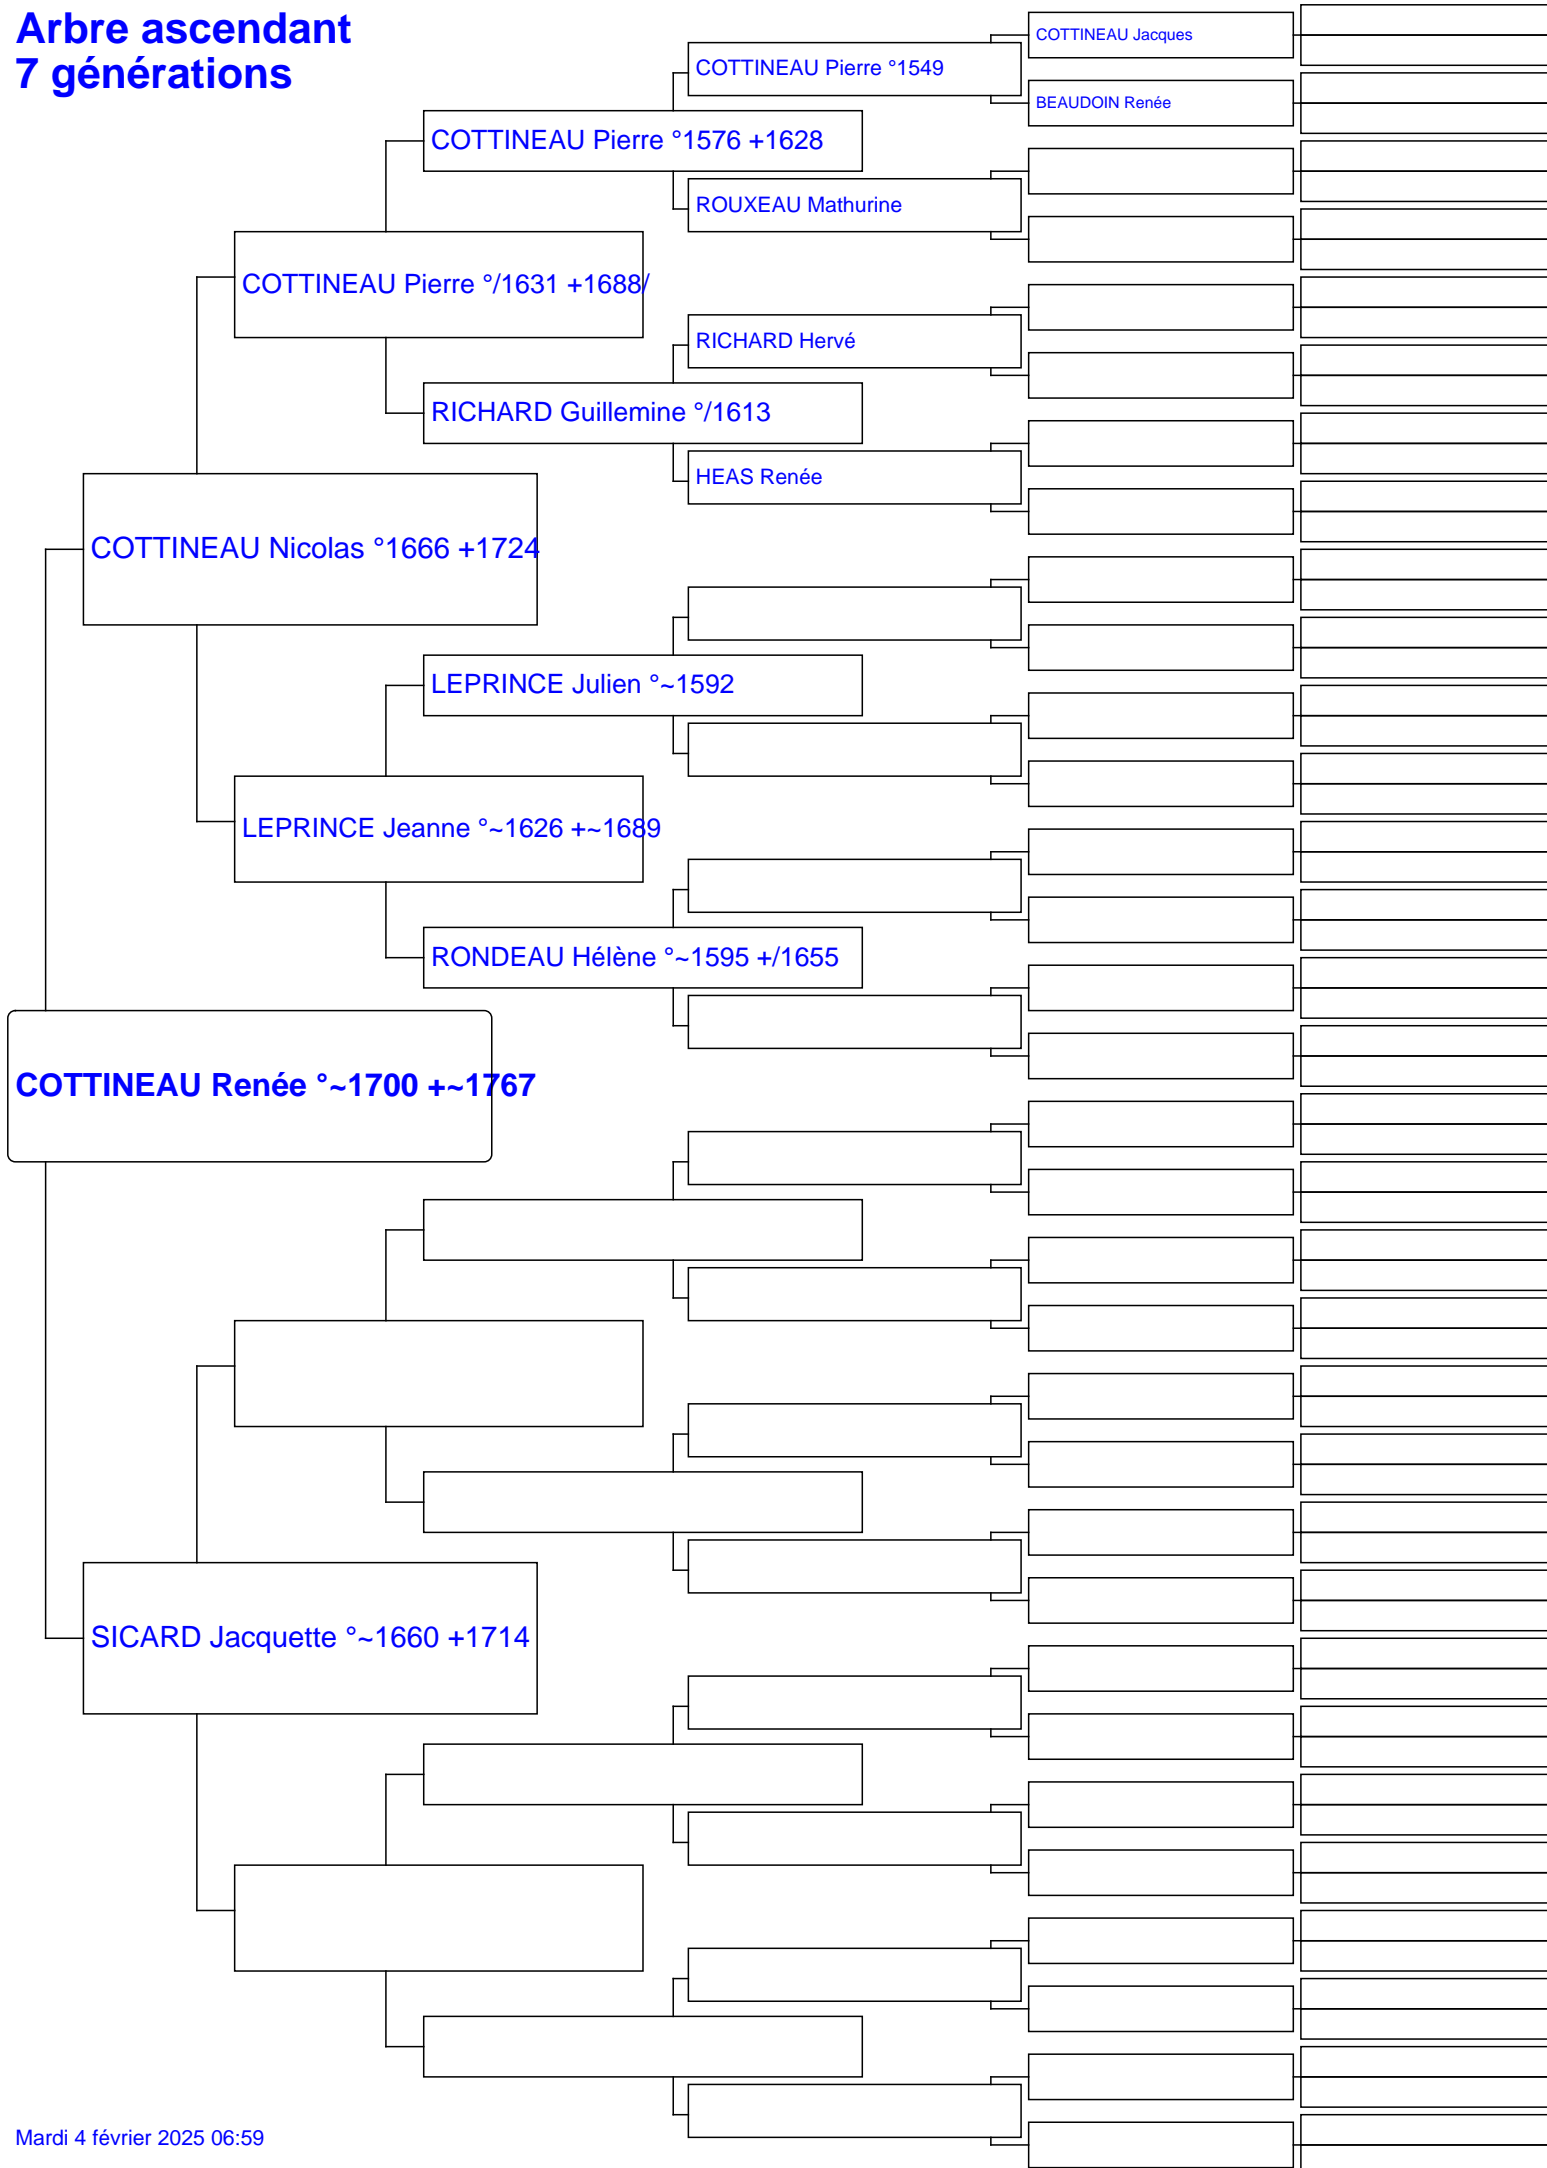 Arbre ascendant
7 générations
COTTINEAU Jacques
COTTINEAU Pierre °1549
BEAUDOIN Renée
COTTINEAU Pierre °1576 +1628
ROUXEAU Mathurine
COTTINEAU Pierre °/1631 +1688/
RICHARD Hervé
RICHARD Guillemine °/1613
HEAS Renée
COTTINEAU Nicolas °1666 +1724
LEPRINCE Julien °~1592
LEPRINCE Jeanne °~1626 +~1689
RONDEAU Hélène °~1595 +/1655
COTTINEAU Renée °~1700 +~1767
SICARD Jacquette °~1660 +1714
Mardi 4 février 2025 06:59